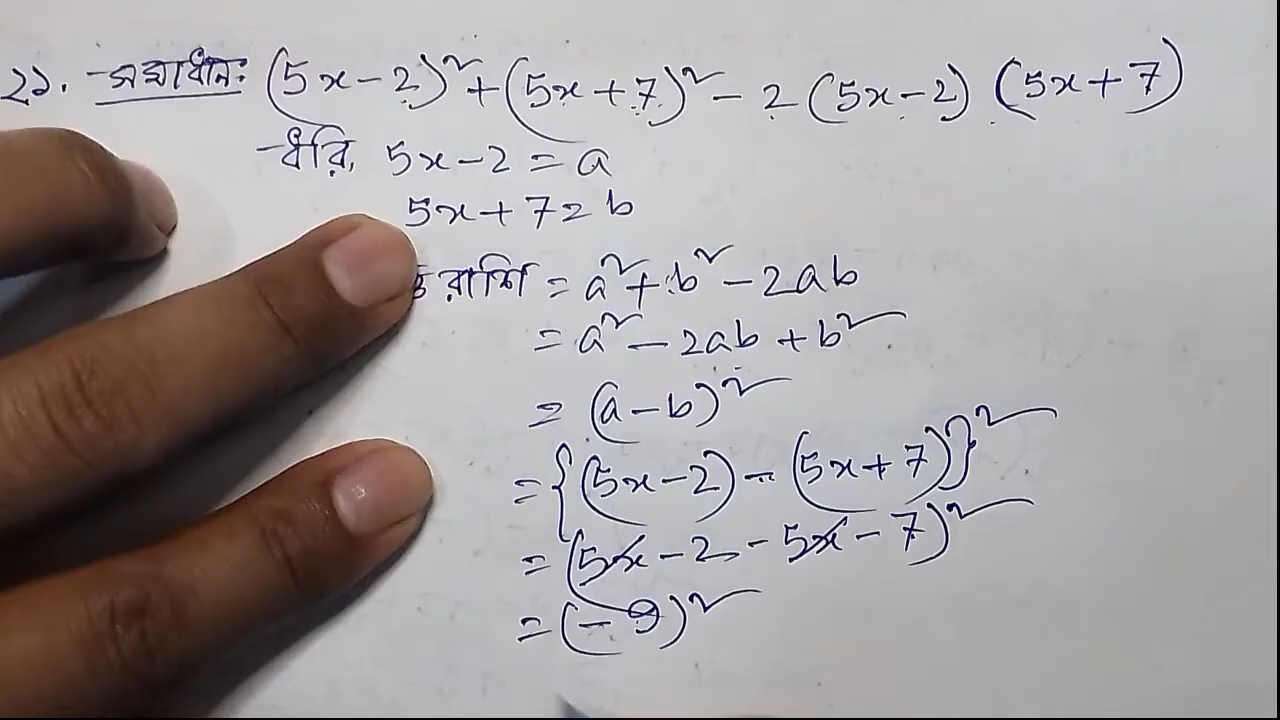 ২১. সমাধান: (5x-2)²+(5x+7)²-2(5x-2) (5x+7)
ধরি, 5x-2=a
5x+7=b
রাশি = a²+b²-2ab
= a²-2ab+b²
= (a-b)²
= {(5x-2)-(5x+7)}²
= (5x-2-5x-7)²
= (-9)²